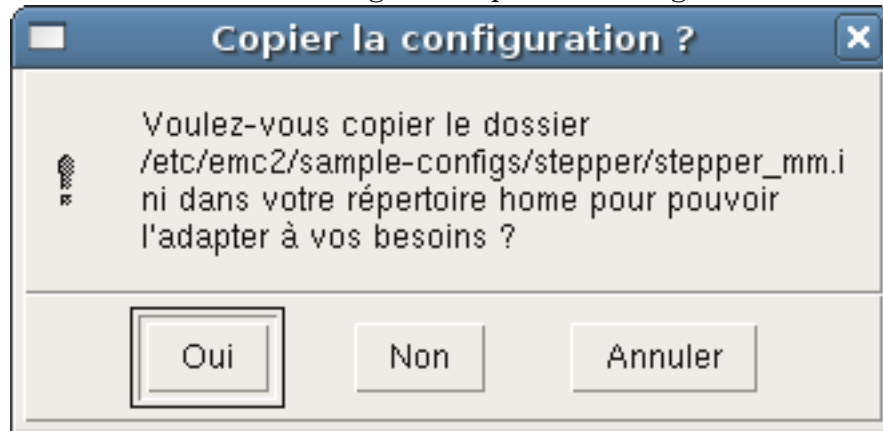 Copier la configuration ?
Voulez-vous copier le dossier
/etc/emc2/sample-configs/stepper/stepper_mm.i
ni dans votre répertoire home pour pouvoir
l'adapter à vos besoins ?
Oui Non Annuler